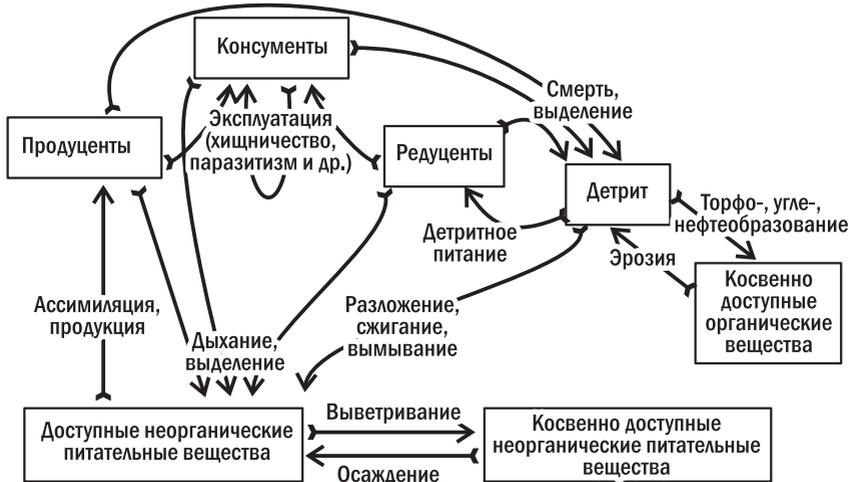 Консументы
Смерть,
выделение
Эксплуатация
(хищничество,
паразитизм и др.)
Продуценты
Редуценты
Детрит
Торфо-, угле-,
нефтеобразование
Детритное
питание
Эрозия
Косвенно
доступные
органические
вещества
Ассимиляция,
продукция
Разложение,
сжигание,
вымывание
Дыхание,
выделение
Доступные неорганические
питательные вещества
Выветривание
Осаждение
Косвенно доступные
неорганические питательные
вещества